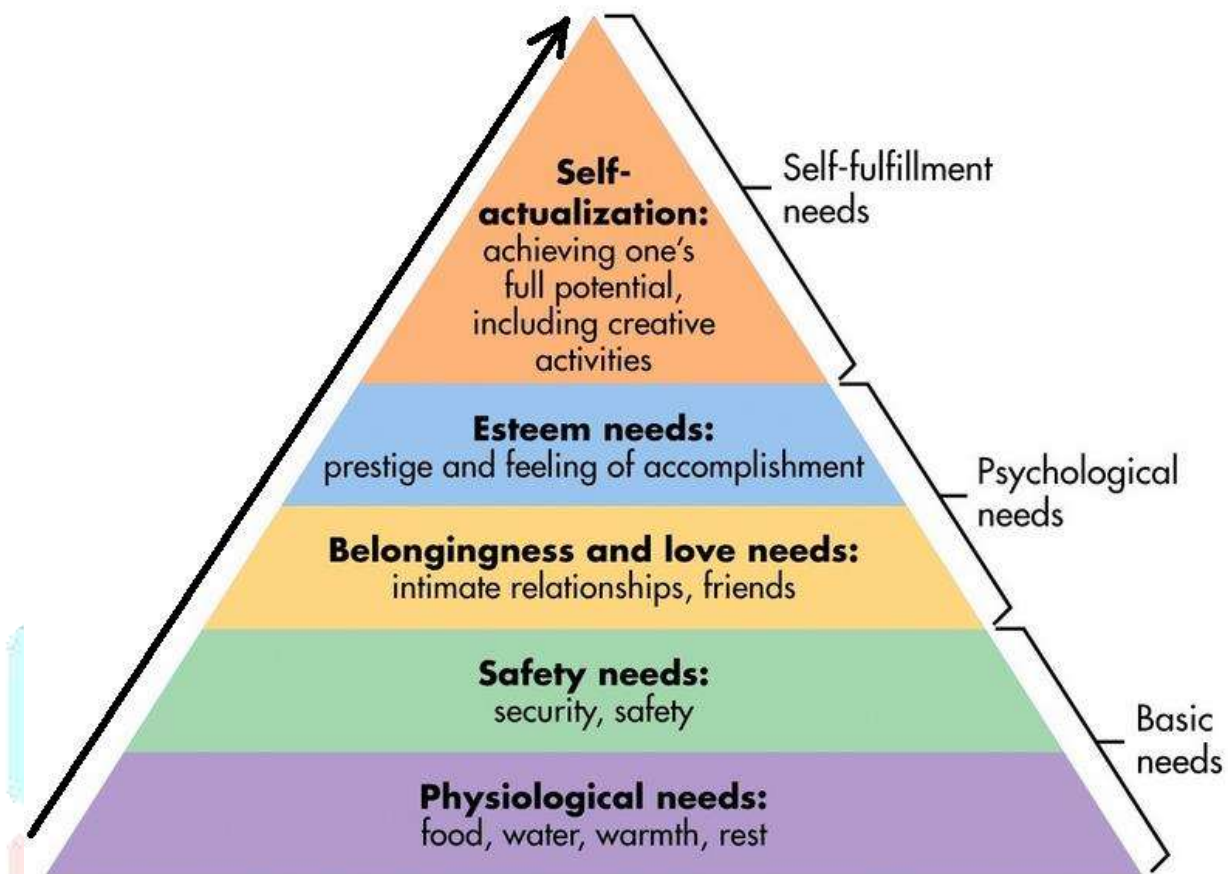 Self-
actualization:
achieving one's
full potential,
including creative
activities
Self-fulfillment
needs
Esteem needs:
prestige and feeling of accomplishment
Psychological
needs
Belongingness and love needs:
intimate relationships, friends
Safety needs:
security, safety
Basic
needs
Physiological needs:
food, water, warmth, rest